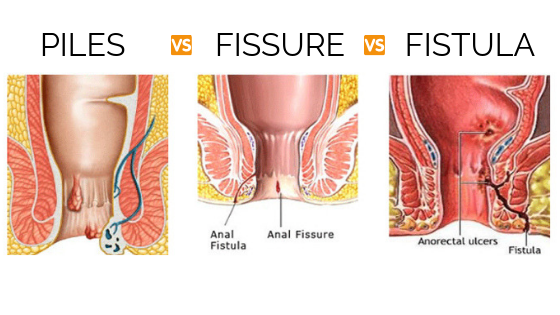 PILES VS FISSURE VS FISTULA
Anal Fistula
Anal Fissure
Anorectal ulcers
Fistula